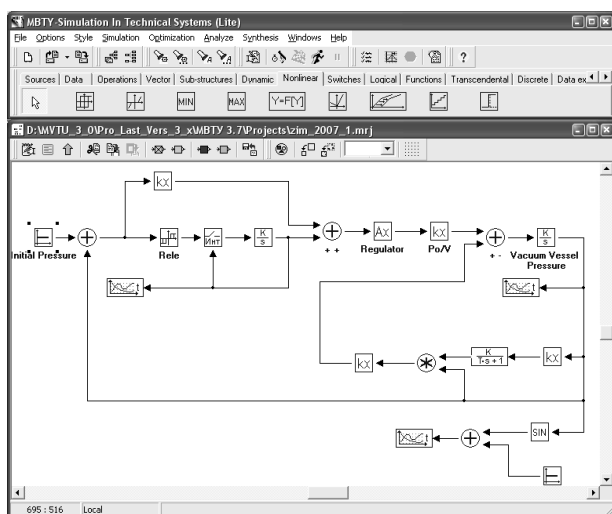 MBTY-Simulation In Technical Systems (Lite)
File Options Style Simulation Optimization Analyze Synthesis Windows Help
Sources Data Operations Vector Sub-structures Dynamic Nonlinear Switches Logical Functions Transcendental Discrete Data ex
MIN MAX Y=F[Y]
D:\MVTU_3_0\Pro_Last_Vers_3_x\МВТУ 3.7\Projects\zim_2007_1.mrj
kx
Инт K s Ax kx K s
Initial Pressure Rele + + Regulator Po/V + - Vacuum Vessel
Pressure
t t
K
kx T·s+1 kx
t SIN
695 : 516 Local